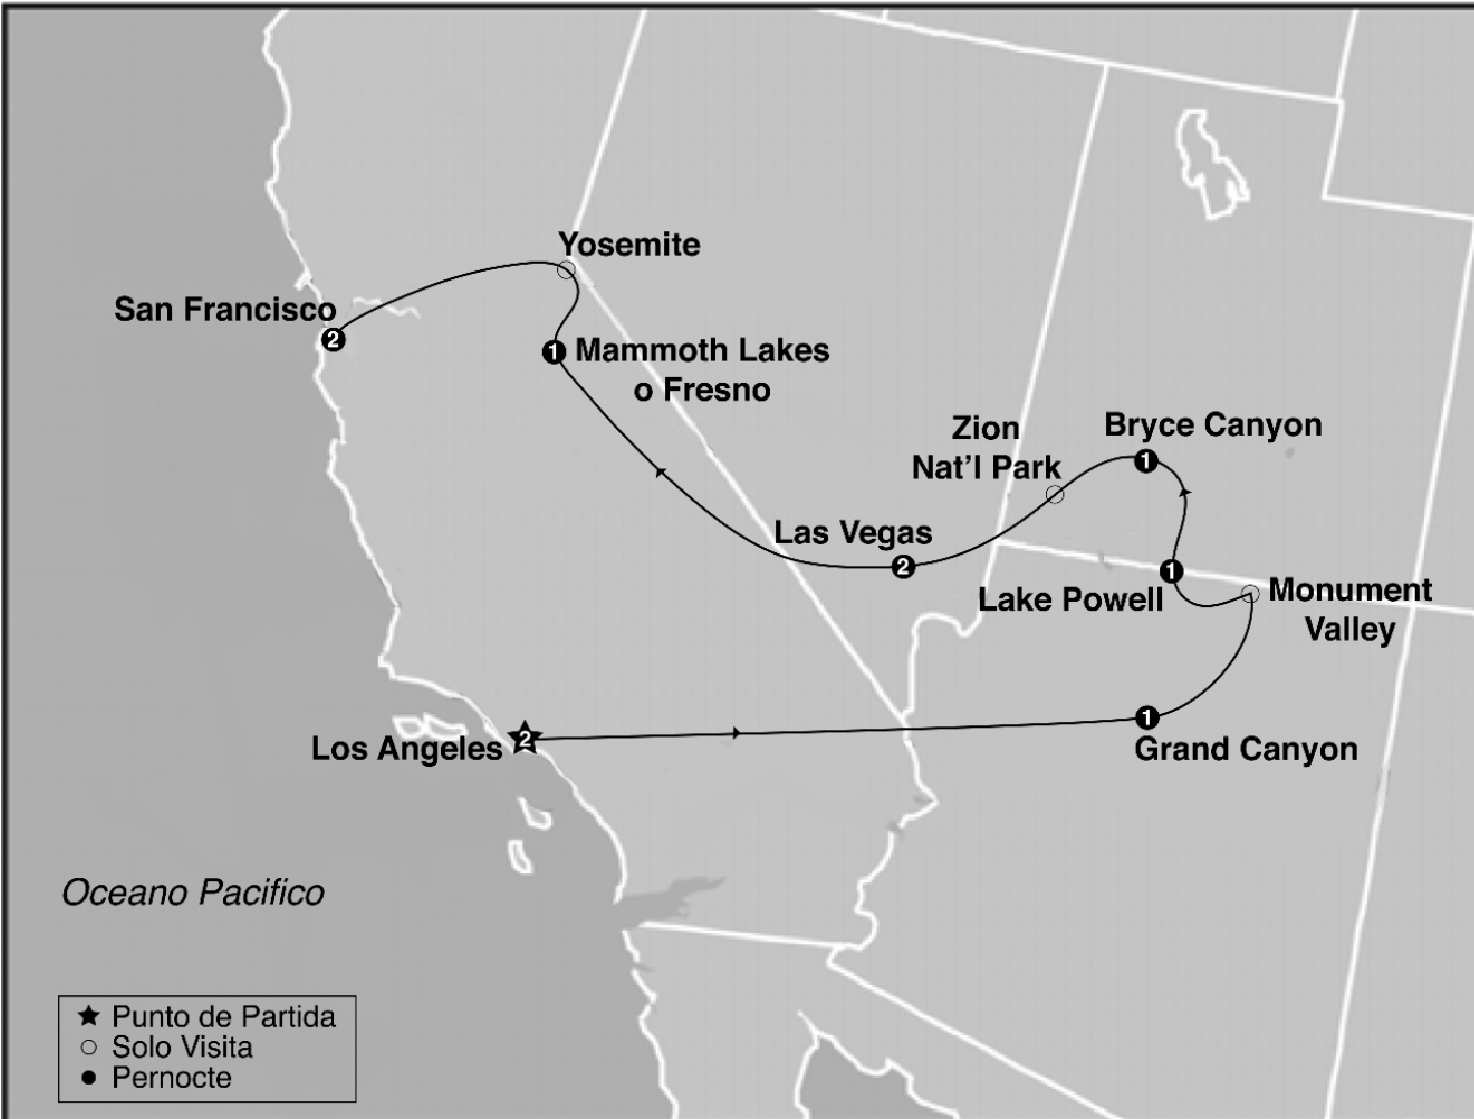 Yosemite
San Francisco
2
1 Mammoth Lakes
o Fresno
Zion
Nat'l Park
Bryce Canyon
1
Las Vegas
2
1
Lake Powell
Monument
Valley
1
Grand Canyon
Los Angeles 2
Oceano Pacifico
Punto de Partida
Solo Visita
Pernocte